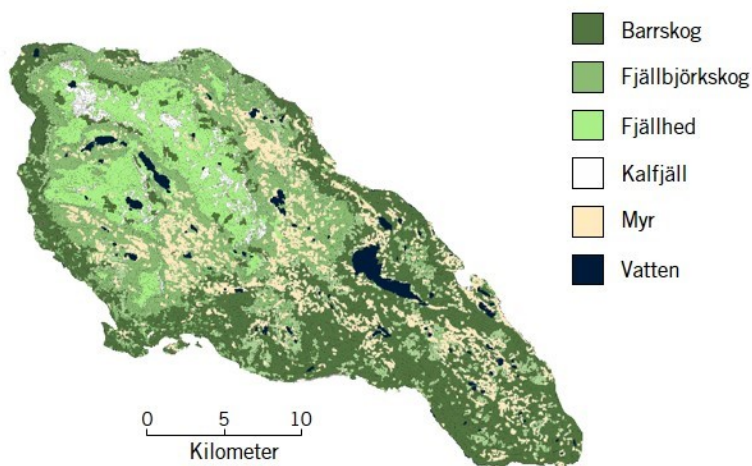 Barrskog
Fjällbjörkskog
Fjällhed
Kalfjäll
Myr
Vatten
0 5 10
Kilometer